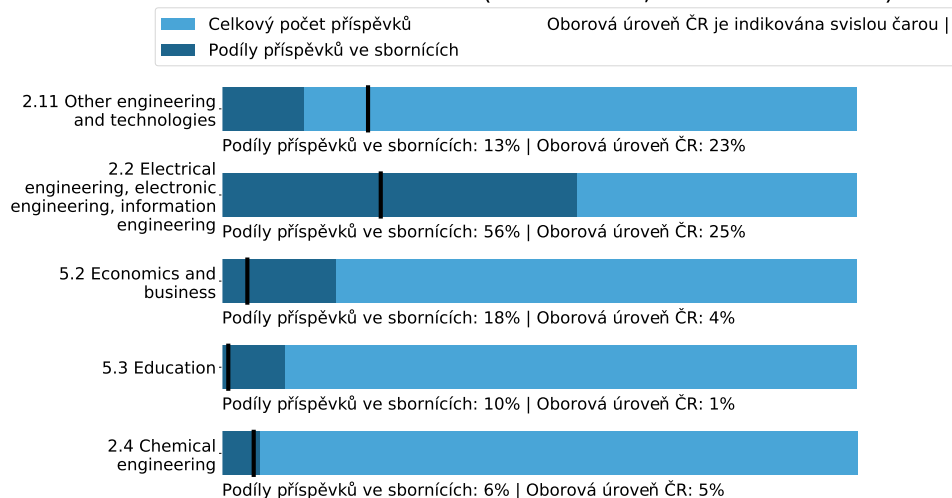 Celkový počet příspěvků
Oborová úroveň ČR je indikována svislou čarou |
Podíly příspěvků ve sbornících
2.11 Other engineering
and technologies
Podíly příspěvků ve sbornících: 13% | Oborová úroveň ČR: 23%
2.2 Electrical
engineering, electronic
engineering, information
engineering
Podíly příspěvků ve sbornících: 56% | Oborová úroveň ČR: 25%
5.2 Economics and
business
Podíly příspěvků ve sbornících: 18% | Oborová úroveň ČR: 4%
5.3 Education
Podíly příspěvků ve sbornících: 10% | Oborová úroveň ČR: 1%
2.4 Chemical
engineering
Podíly příspěvků ve sbornících: 6% | Oborová úroveň ČR: 5%